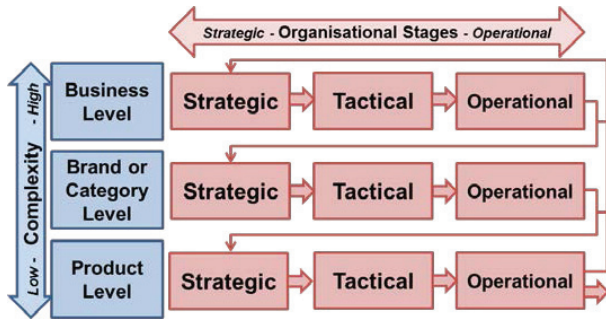 Strategic - Organisational Stages - Operational
Low - Complexity - High
Business
Level
Strategic
Tactical
Operational
Brand or
Category
Level
Strategic
Tactical
Operational
Product
Level
Strategic
Tactical
Operational